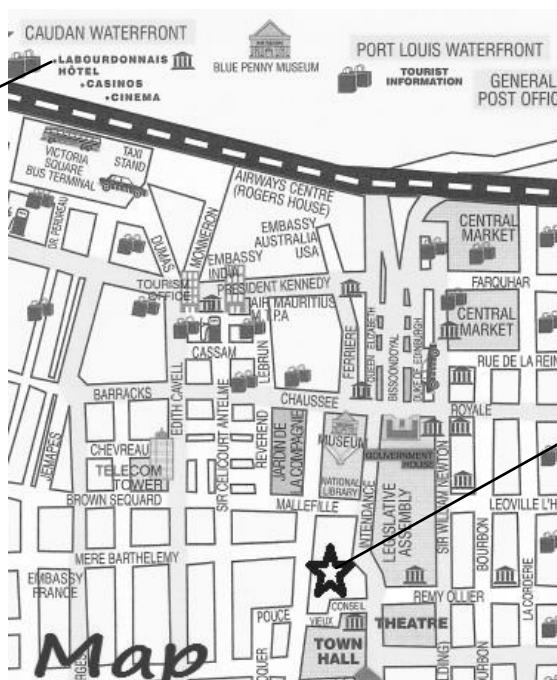 CAUDAN WATERFRONT
• LABOURDONNAIS
HÔTEL
• CASINOS
• CINEMA
BLUE PENNY MUSEUM
PORT LOUIS WATERFRONT
TOURIST
INFORMATION
GENERAL
POST OFFIC
VICTORIA
SQUARE
BUS TERMINAL
TAXI
STAND
AIRWAYS CENTRE
(ROGERS HOUSE)
CENTRAL
MARKET
DR. PERDREAU
DUMAS
MONNERON
EMBASSY
AUSTRALIA
USA
EMBASSY
INDIA
TOURISM
OFFICE
PRESIDENT KENNEDY
AIR MAURITIUS
M.T.P.A
FARQUHAR
CENTRAL
MARKET
CASSAM
LEBRUN
FERRIERE
QUEEN ELIZABETH
BISSOONDOYAL
DUKE OF EDINBURGH
RUE DE LA REIN
BARRACKS
EDITH CAVELL
SIR CELICOURT ANTELME
REVEREND
CHAUSSEE
ROYALE
JEMAPES
CHEVREAU
TELECOM
TOWER
JARDIN DE
LA COMPAGNIE
MUSEUM
NATIONAL
LIBRARY
GOVERNMENT
HOUSE
BROWN SEQUARD
MALLEFILLE
INTENDANCE
LEGISLATIVE
ASSEMBLY
SIR WILLIAM NEWTON
BOURBON
LEOVILLE L'H
MERE BARTHELEMY
EMBASSY
FRANCE
REMY OLLIER
LA CORDERIE
POUCE
VIEUX
CONSEIL
THEATRE
TOWN
HALL
Map